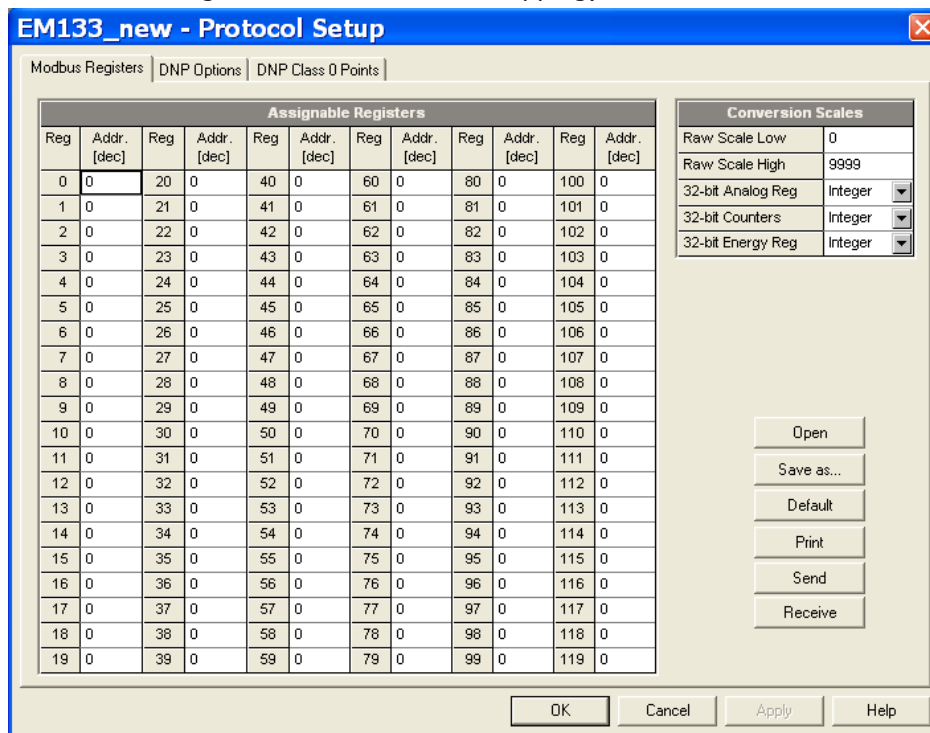 EM133_new - Protocol Setup
Modbus Registers DNP Options DNP Class 0 Points
Assignable Registers
Reg Addr. [dec] Reg Addr. [dec] Reg Addr. [dec] Reg Addr. [dec] Reg Addr. [dec] Reg Addr. [dec]
0 0 20 0 40 0 60 0 80 0 100 0
1 0 21 0 41 0 61 0 81 0 101 0
2 0 22 0 42 0 62 0 82 0 102 0
3 0 23 0 43 0 63 0 83 0 103 0
4 0 24 0 44 0 64 0 84 0 104 0
5 0 25 0 45 0 65 0 85 0 105 0
6 0 26 0 46 0 66 0 86 0 106 0
7 0 27 0 47 0 67 0 87 0 107 0
8 0 28 0 48 0 68 0 88 0 108 0
9 0 29 0 49 0 69 0 89 0 109 0
10 0 30 0 50 0 70 0 90 0 110 0
11 0 31 0 51 0 71 0 91 0 111 0
12 0 32 0 52 0 72 0 92 0 112 0
13 0 33 0 53 0 73 0 93 0 113 0
14 0 34 0 54 0 74 0 94 0 114 0
15 0 35 0 55 0 75 0 95 0 115 0
16 0 36 0 56 0 76 0 96 0 116 0
17 0 37 0 57 0 77 0 97 0 117 0
18 0 38 0 58 0 78 0 98 0 118 0
19 0 39 0 59 0 79 0 99 0 119 0
Conversion Scales
Raw Scale Low 0
Raw Scale High 9999
32-bit Analog Reg Integer
32-bit Counters Integer
32-bit Energy Reg Integer
Open
Save as...
Default
Print
Send
Receive
OK Cancel Apply Help